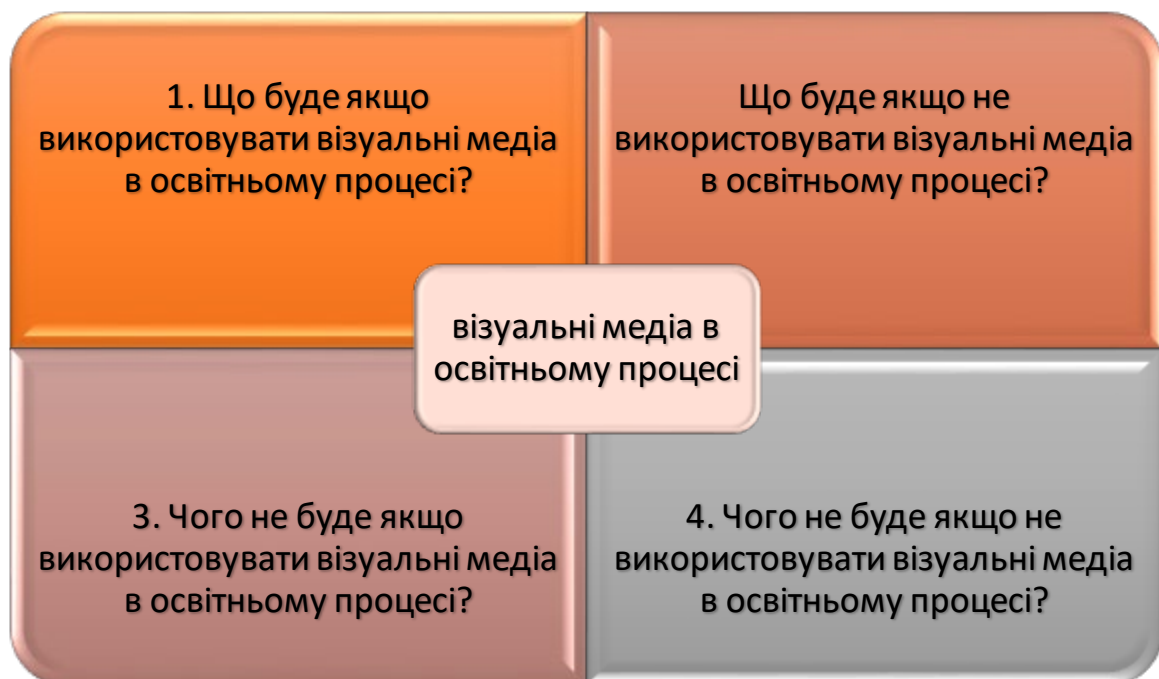 1. Що буде якщо
використовувати візуальні медіа
в освітньому процесі?
Що буде якщо не
використовувати візуальні медіа
в освітньому процесі?
візуальні медіа в
освітньому процесі
3. Чого не буде якщо
використовувати візуальні медіа
в освітньому процесі?
4. Чого не буде якщо не
використовувати візуальні медіа
в освітньому процесі?